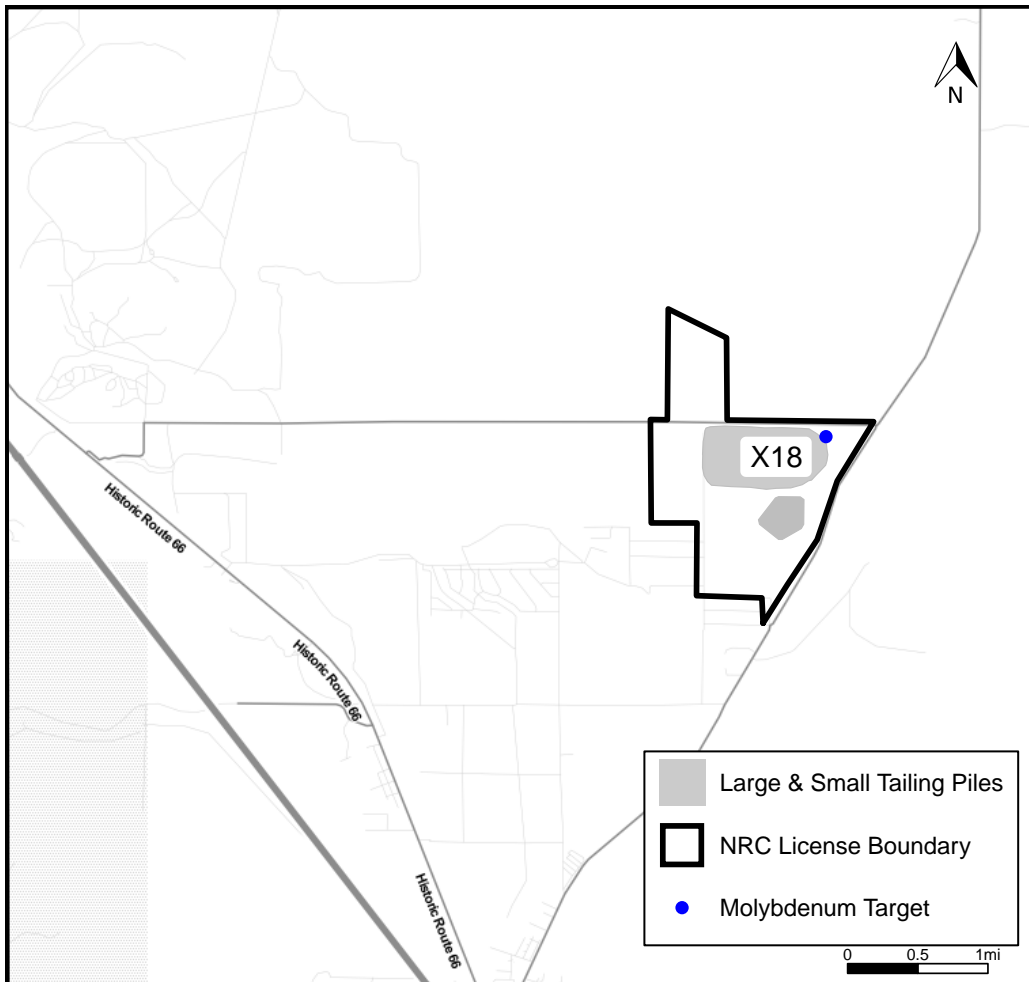 N
X18
Historic Route 66
Historic Route 66
Historic Route 66
Large & Small Tailing Piles
NRC License Boundary
Molybdenum Target
0 0.5 1mi